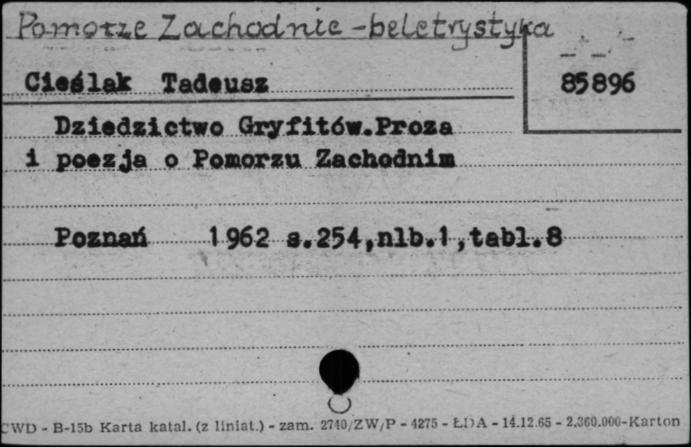 Pomorze Zachodnie - beletrystyka
Cieślak Tadeusz
85896
Dziedzictwo Gryfitów.Proza
i poezja o Pomorzu Zachodnim
Poznań 1962 s.254,nlb.1,tabl.8
CWD - B-15b Karta katal. (z liniat.) - zam. 2740/ZW/P - 4275 - ŁDA - 14.12.65 - 2.360.000-Karton